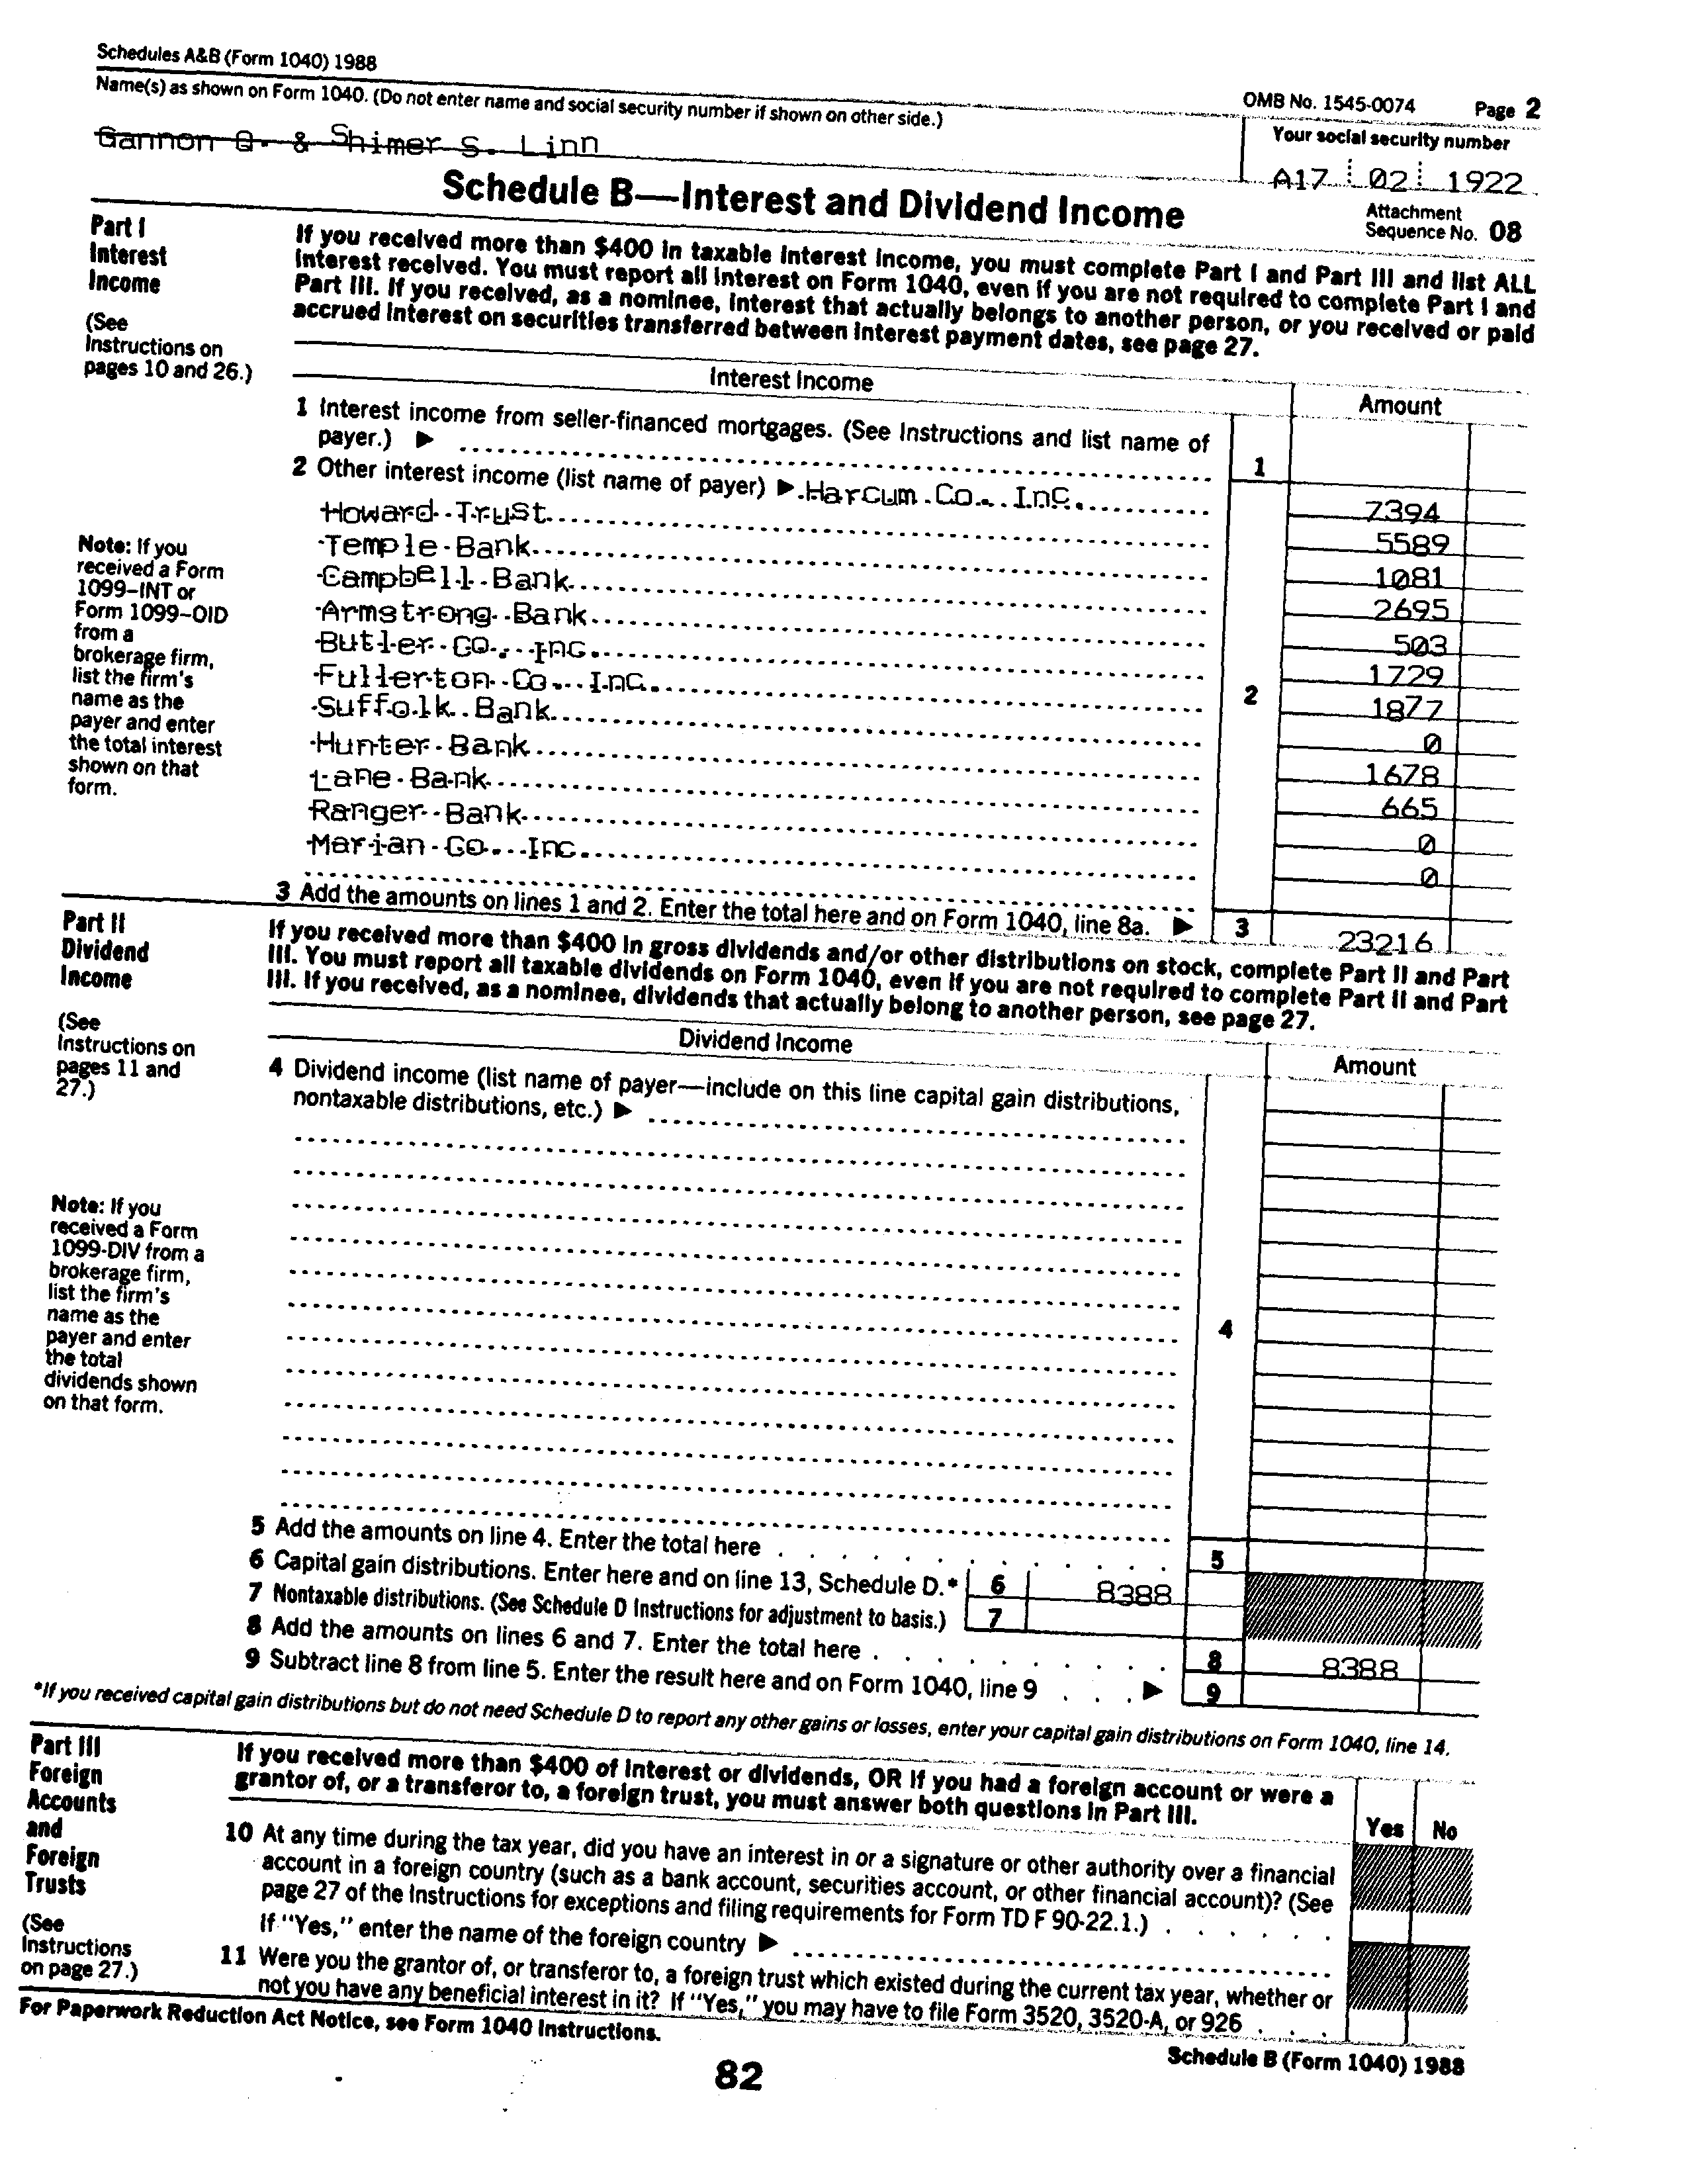 Schedules A&B (Form 1040) 1988
OMB No. 1545-0074 Page 2
Name(s) as shown on Form 1040. (Do not enter name and social security number if shown on other side.)
Your social security number
Gannon Q. & Shimer S. Linn
A17 02 1922
Schedule B—Interest and Dividend Income
Attachment
Sequence No. 08
Part I
Interest
Income
(See
Instructions on
pages 10 and 26.)
If you received more than $400 in taxable interest income, you must complete Part I and Part III and list ALL
interest received. You must report all interest on Form 1040, even if you are not required to complete Part I and
Part III. If you received, as a nominee, interest that actually belongs to another person, or you received or paid
accrued interest on securities transferred between interest payment dates, see page 27.
Interest Income
Amount
1 Interest income from seller-financed mortgages. (See Instructions and list name of
payer.) ▶
1
2 Other interest income (list name of payer) ▶ Harcum Co., Inc. 7394
Howard Trust 5589
Temple Bank 1081
Campbell Bank 2695
Armstrong Bank 503
Butler CO., Inc. 1729
Fullerton Co., Inc. 1877
Suffolk Bank 0
Hunter Bank 1678
Lane Bank 665
Ranger Bank 0
Marian Co., Inc. 0
2
Note: If you
received a Form
1099–INT or
Form 1099–OID
from a
brokerage firm,
list the firm's
name as the
payer and enter
the total interest
shown on that
form.
3 Add the amounts on lines 1 and 2. Enter the total here and on Form 1040, line 8a. ▶ 3 23216
Part II
Dividend
Income
(See
Instructions on
pages 11 and
27.)
If you received more than $400 in gross dividends and/or other distributions on stock, complete Part II and Part
III. You must report all taxable dividends on Form 1040, even if you are not required to complete Part II and Part
III. If you received, as a nominee, dividends that actually belong to another person, see page 27.
Dividend Income
Amount
4 Dividend income (list name of payer—include on this line capital gain distributions,
nontaxable distributions, etc.) ▶
4
Note: If you
received a Form
1099-DIV from a
brokerage firm,
list the firm's
name as the
payer and enter
the total
dividends shown
on that form.
5 Add the amounts on line 4. Enter the total here 5
6 Capital gain distributions. Enter here and on line 13, Schedule D.* 6 8388
7 Nontaxable distributions. (See Schedule D Instructions for adjustment to basis.) 7
8 Add the amounts on lines 6 and 7. Enter the total here 8 8388
9 Subtract line 8 from line 5. Enter the result here and on Form 1040, line 9 ▶ 9
*If you received capital gain distributions but do not need Schedule D to report any other gains or losses, enter your capital gain distributions on Form 1040, line 14.
Part III
Foreign
Accounts
and
Foreign
Trusts
(See
Instructions
on page 27.)
If you received more than $400 of interest or dividends, OR if you had a foreign account or were a
grantor of, or a transferor to, a foreign trust, you must answer both questions in Part III.
Yes No
10 At any time during the tax year, did you have an interest in or a signature or other authority over a financial
account in a foreign country (such as a bank account, securities account, or other financial account)? (See
page 27 of the Instructions for exceptions and filing requirements for Form TD F 90-22.1.)
If "Yes," enter the name of the foreign country ▶
11 Were you the grantor of, or transferor to, a foreign trust which existed during the current tax year, whether or
not you have any beneficial interest in it? If "Yes," you may have to file Form 3520, 3520-A, or 926
For Paperwork Reduction Act Notice, see Form 1040 Instructions.
Schedule B (Form 1040) 1988
82